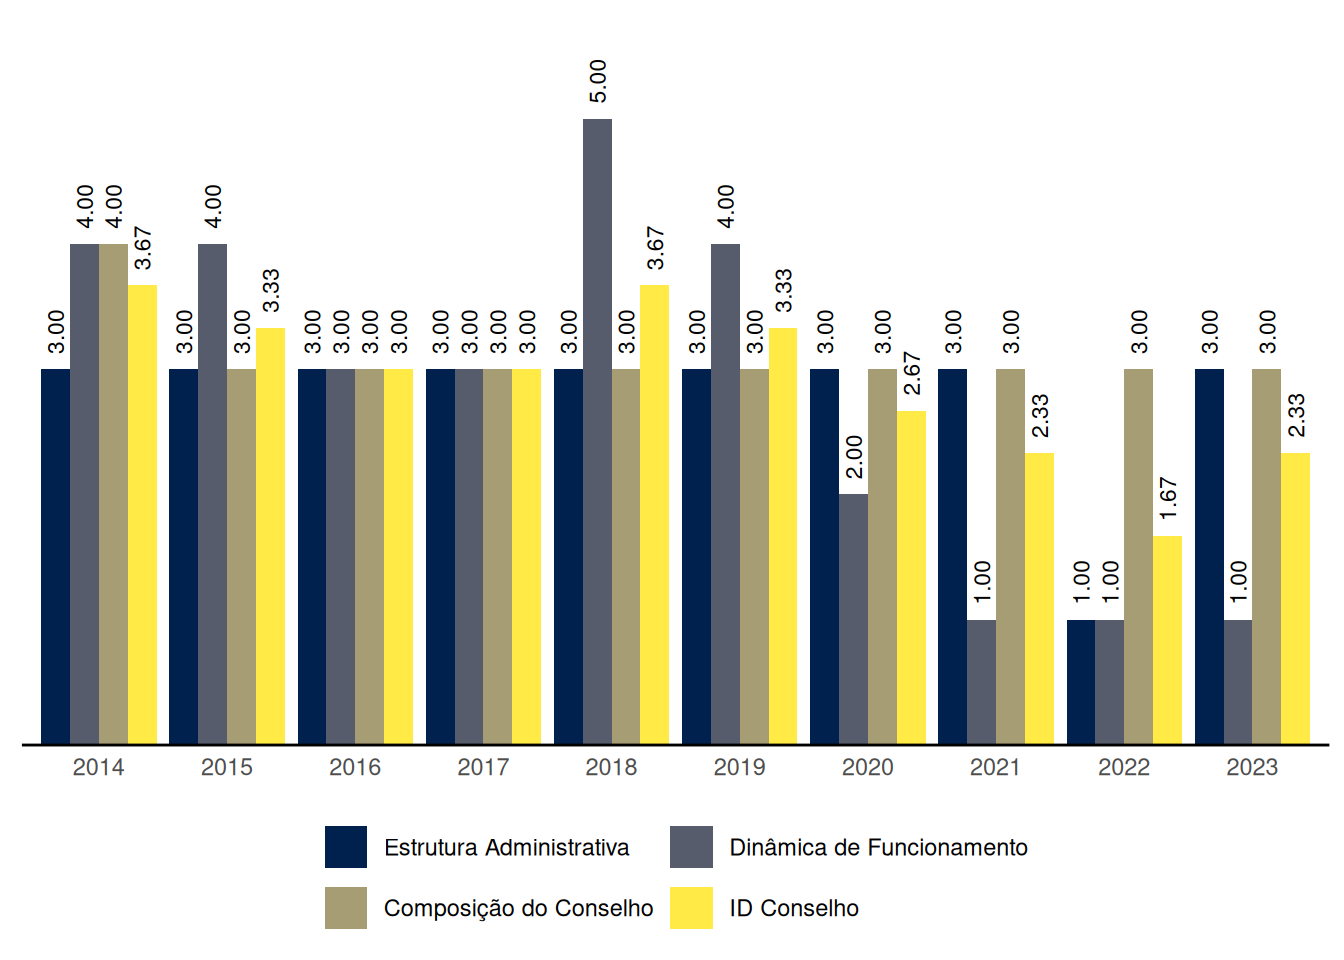 3.00 4.00 4.00 3.67 3.00 4.00 3.00 3.33 3.00 3.00 3.00 3.00 3.00 3.00 3.00 3.00 3.00 5.00 3.00 3.67 3.00 4.00 3.00 3.33 3.00 2.00 3.00 2.67 3.00 1.00 3.00 2.33 1.00 1.00 3.00 1.67 3.00 1.00 3.00 2.33
2014 2015 2016 2017 2018 2019 2020 2021 2022 2023
Estrutura Administrativa Dinâmica de Funcionamento
Composição do Conselho ID Conselho